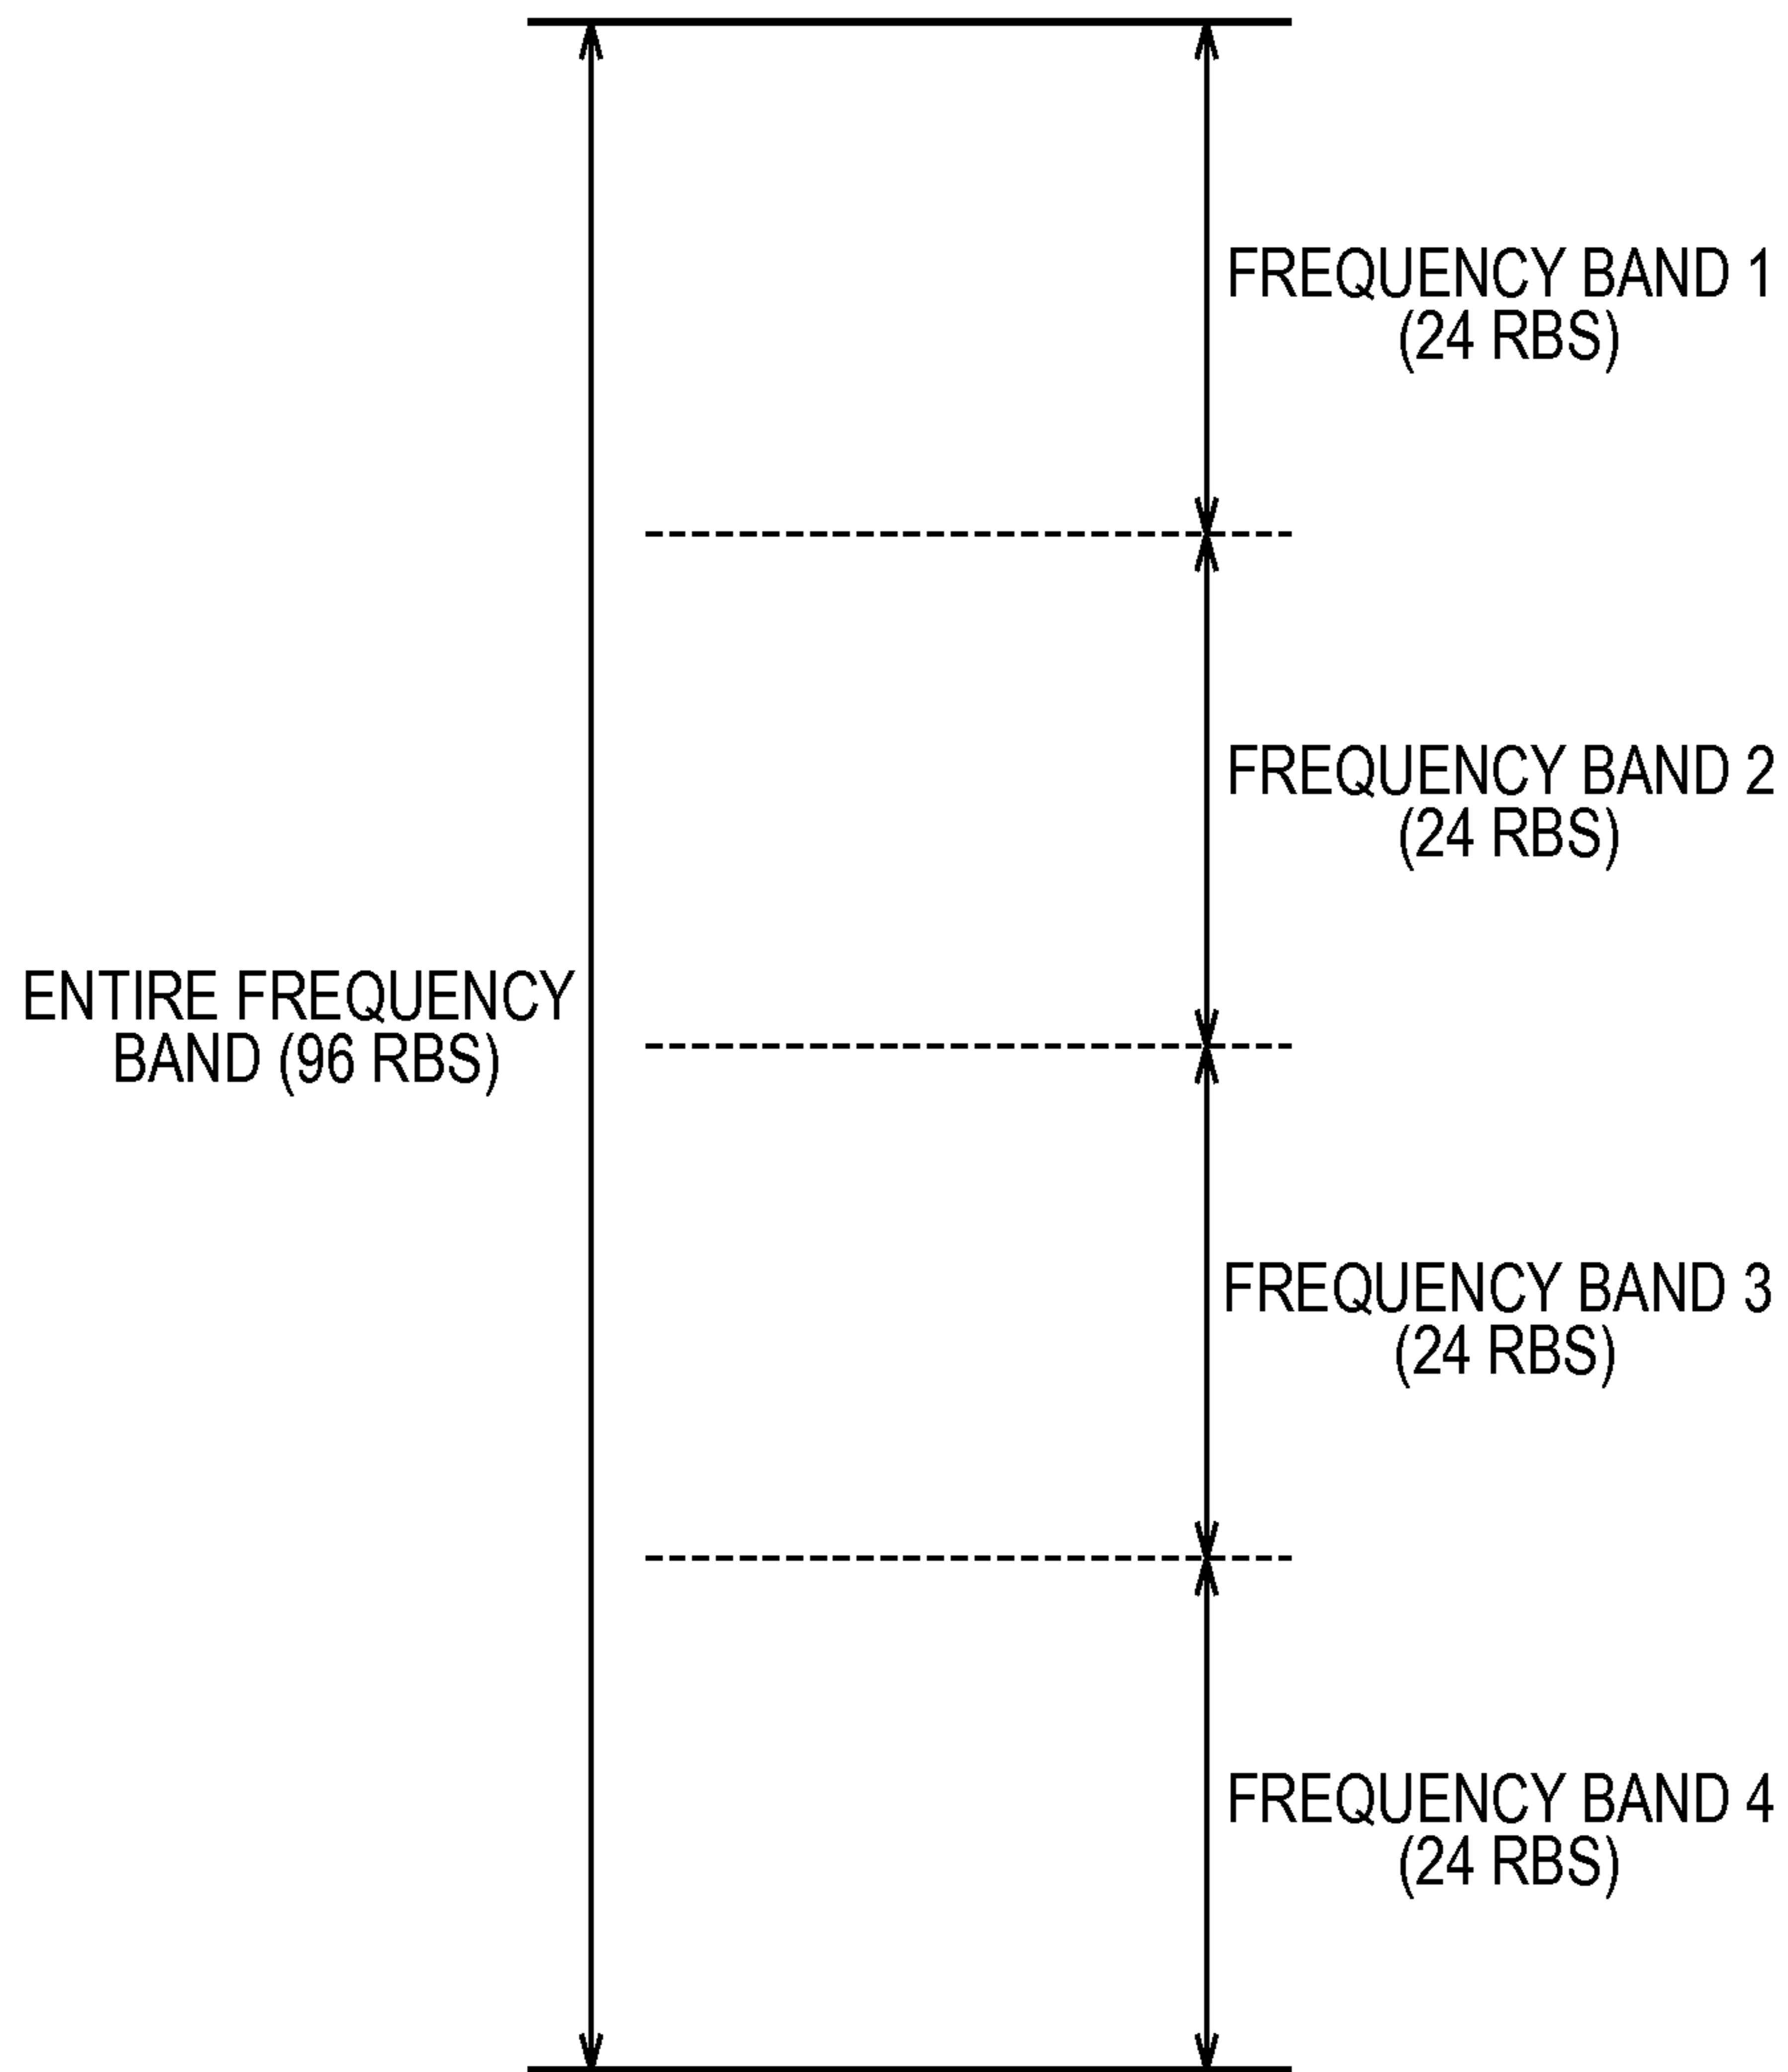 FREQUENCY BAND 1
(24 RBS)
FREQUENCY BAND 2
(24 RBS)
ENTIRE FREQUENCY
BAND (96 RBS)
FREQUENCY BAND 3
(24 RBS)
FREQUENCY BAND 4
(24 RBS)